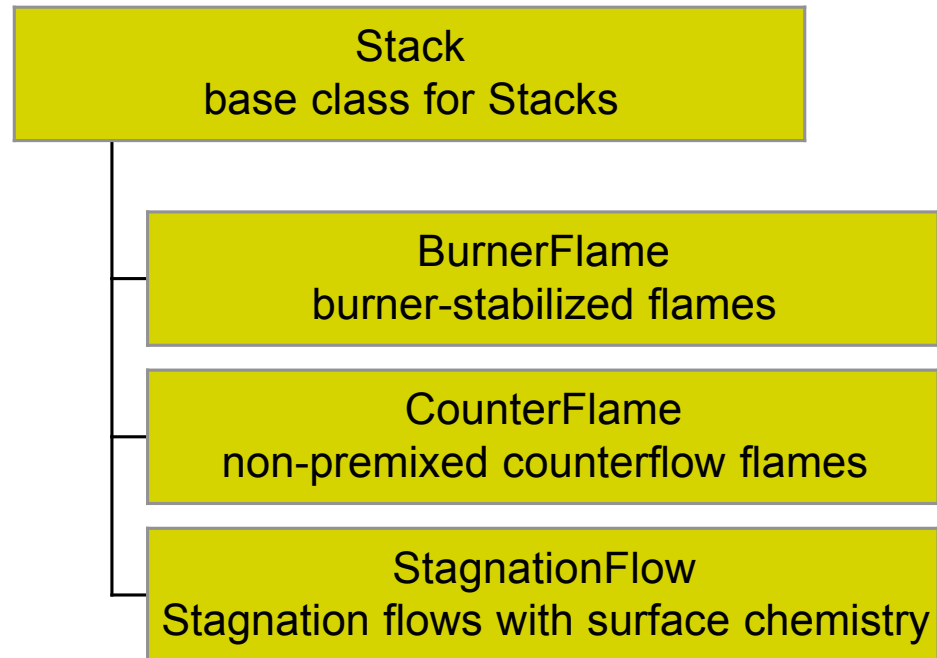 Stack
base class for Stacks
BurnerFlame
burner-stabilized flames
CounterFlame
non-premixed counterflow flames
StagnationFlow
Stagnation flows with surface chemistry